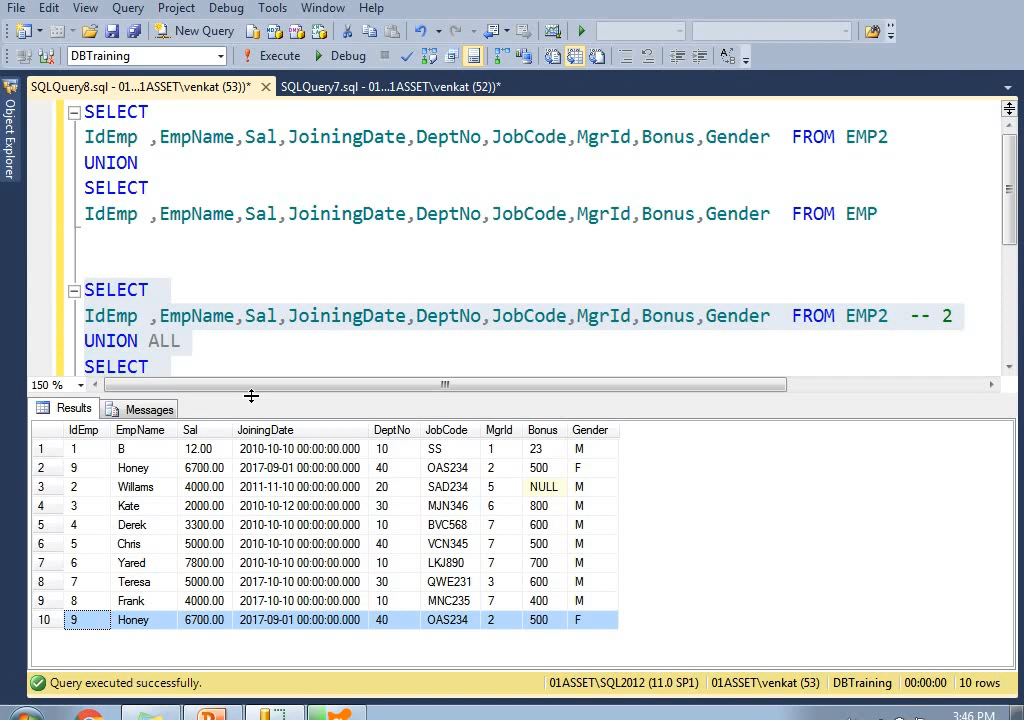 File Edit View Query Project Debug Tools Window Help
New Query
DBTraining Execute Debug
SQLQuery8.sql - 01...1ASSET\venkat (53))* SQLQuery7.sql - 01...1ASSET\venkat (52))*
Object Explorer
SELECT
IdEmp ,EmpName,Sal,JoiningDate,DeptNo,JobCode,MgrId,Bonus,Gender FROM EMP2
UNION
SELECT
IdEmp ,EmpName,Sal,JoiningDate,DeptNo,JobCode,MgrId,Bonus,Gender FROM EMP
SELECT
IdEmp ,EmpName,Sal,JoiningDate,DeptNo,JobCode,MgrId,Bonus,Gender FROM EMP2 -- 2
UNION ALL
SELECT
150 %
Results Messages
IdEmp EmpName Sal JoiningDate DeptNo JobCode MgrId Bonus Gender
1 1 B 12.00 2010-10-10 00:00:00.000 10 SS 1 23 M
2 9 Honey 6700.00 2017-09-01 00:00:00.000 40 OAS234 2 500 F
3 2 Willams 4000.00 2011-11-10 00:00:00.000 20 SAD234 5 NULL M
4 3 Kate 2000.00 2010-10-12 00:00:00.000 30 MJN346 6 800 M
5 4 Derek 3300.00 2010-10-10 00:00:00.000 10 BVC568 7 600 M
6 5 Chris 5000.00 2010-10-10 00:00:00.000 40 VCN345 7 500 M
7 6 Yared 7800.00 2010-10-10 00:00:00.000 10 LKJ890 7 700 M
8 7 Teresa 5000.00 2017-10-10 00:00:00.000 30 QWE231 3 600 M
9 8 Frank 4000.00 2017-10-10 00:00:00.000 10 MNC235 7 400 M
10 9 Honey 6700.00 2017-09-01 00:00:00.000 40 OAS234 2 500 F
Query executed successfully. 01ASSET\SQL2012 (11.0 SP1) 01ASSET\venkat (53) DBTraining 00:00:00 10 rows
3:46 PM